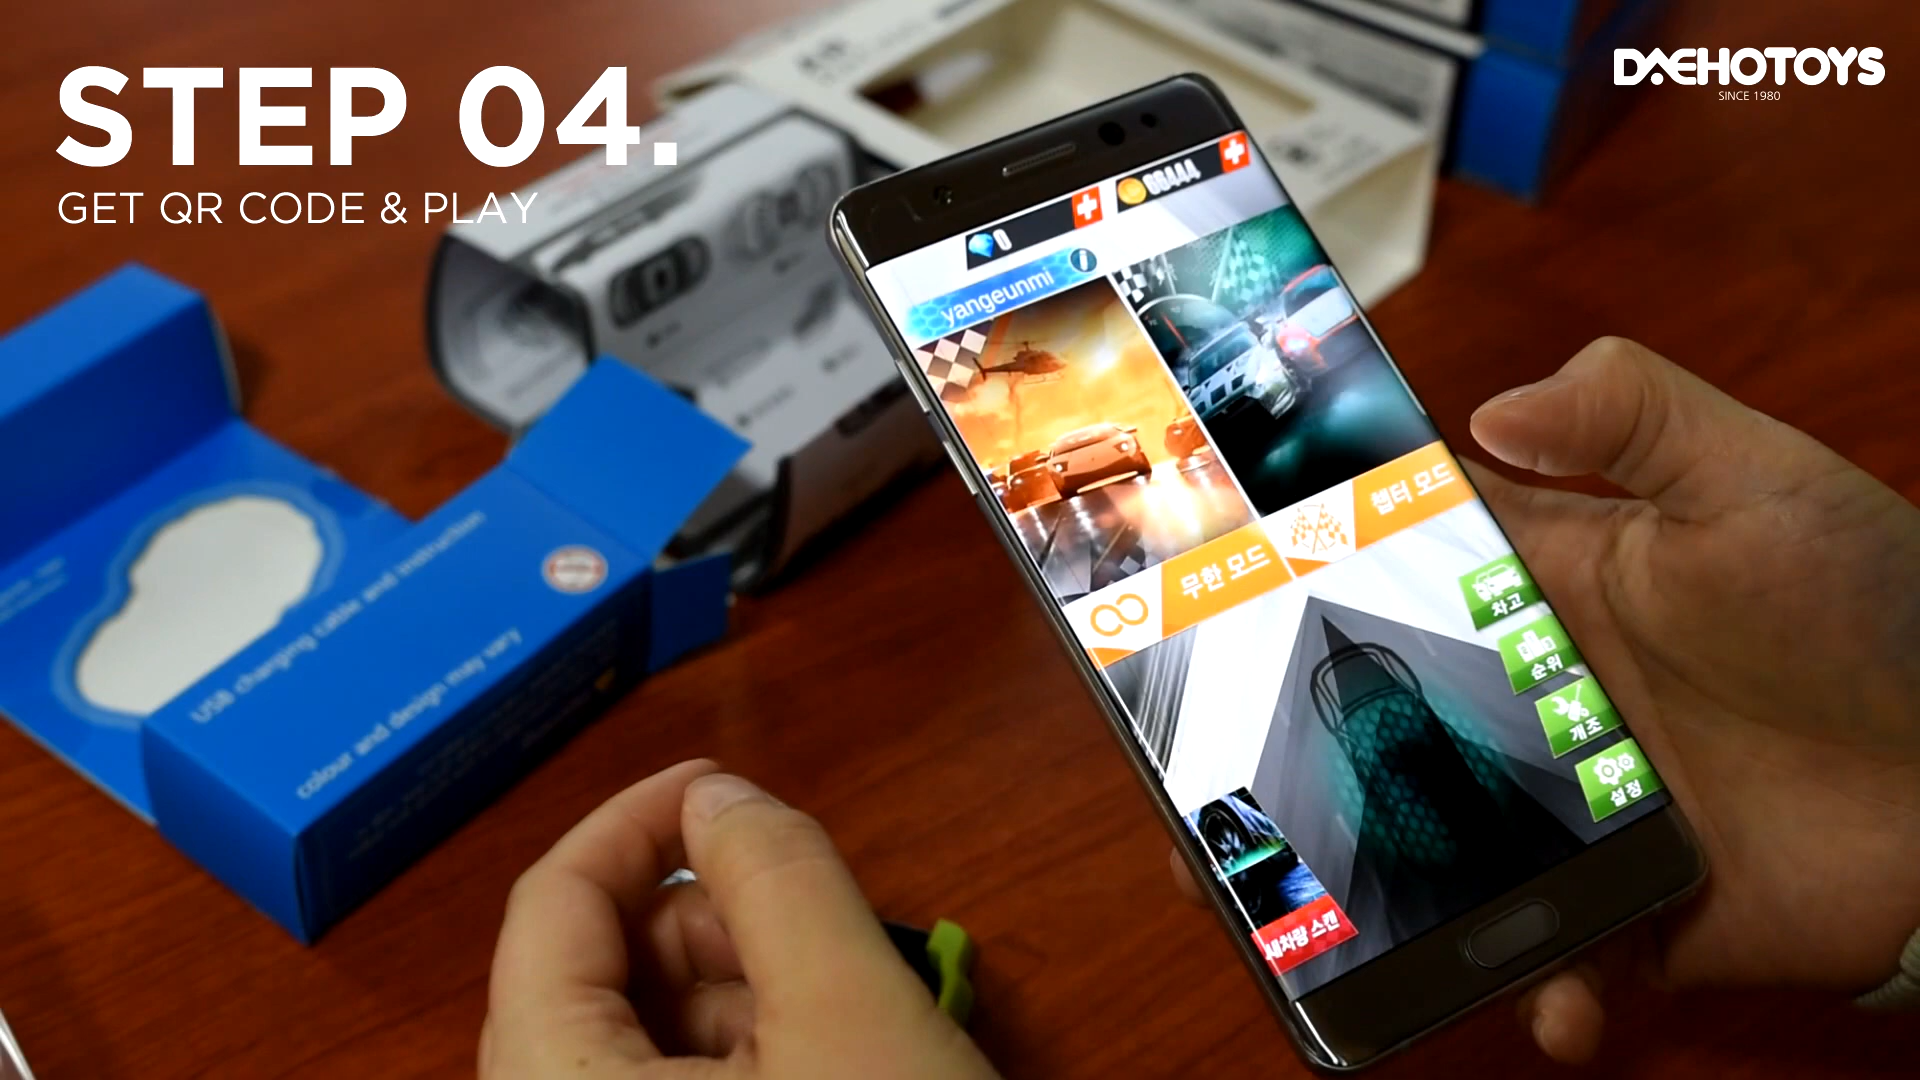 STEP 04.
GET QR CODE & PLAY
DAEHOTOYS
SINCE 1980
0
66444
yangeunmi
챕터 모드
무한 모드
차고
순위
개조
설정
새차량 스캔
USB charging cable and instruction
colour and design may vary